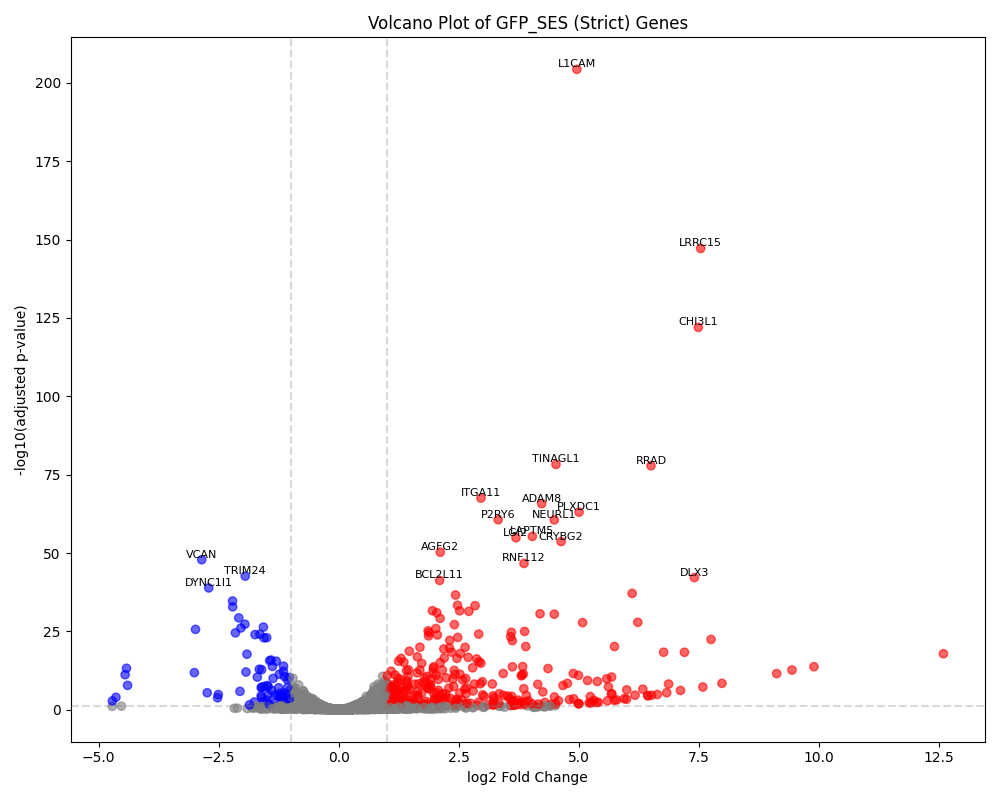 Volcano Plot of GFP_SES (Strict) Genes
L1CAM
LRRC15
CHI3L1
TINAGL1
RRAD
ITGA11
ADAM8
PLXDC1
P2RY6
NEURL1
LAPTM5
LGI2
CRYBG2
AGFG2
RNF112
VCAN
TRIM24
DYNC1I1
BCL2L11
DLX3
200
175
150
125
100
75
50
25
0
-log10(adjusted p-value)
−5.0 −2.5 0.0 2.5 5.0 7.5 10.0 12.5
log2 Fold Change